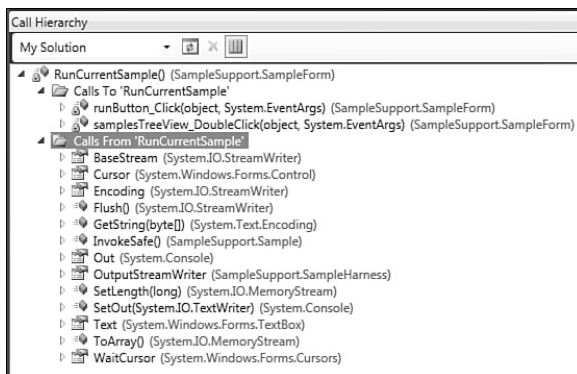 Call Hierarchy
My Solution
RunCurrentSample() (SampleSupport.SampleForm)
Calls To 'RunCurrentSample'
runButton_Click(object, System.EventArgs) (SampleSupport.SampleForm)
samplesTreeView_DoubleClick(object, System.EventArgs) (SampleSupport.SampleForm)
Calls From 'RunCurrentSample'
BaseStream (System.IO.StreamWriter)
Cursor (System.Windows.Forms.Control)
Encoding (System.IO.StreamWriter)
Flush() (System.IO.StreamWriter)
GetString(byte[]) (System.Text.Encoding)
InvokeSafe() (SampleSupport.Sample)
Out (System.Console)
OutputStreamWriter (SampleSupport.SampleHarness)
SetLength(long) (System.IO.MemoryStream)
SetOut(System.IO.TextWriter) (System.Console)
Text (System.Windows.Forms.TextBox)
ToArray() (System.IO.MemoryStream)
WaitCursor (System.Windows.Forms.Cursors)